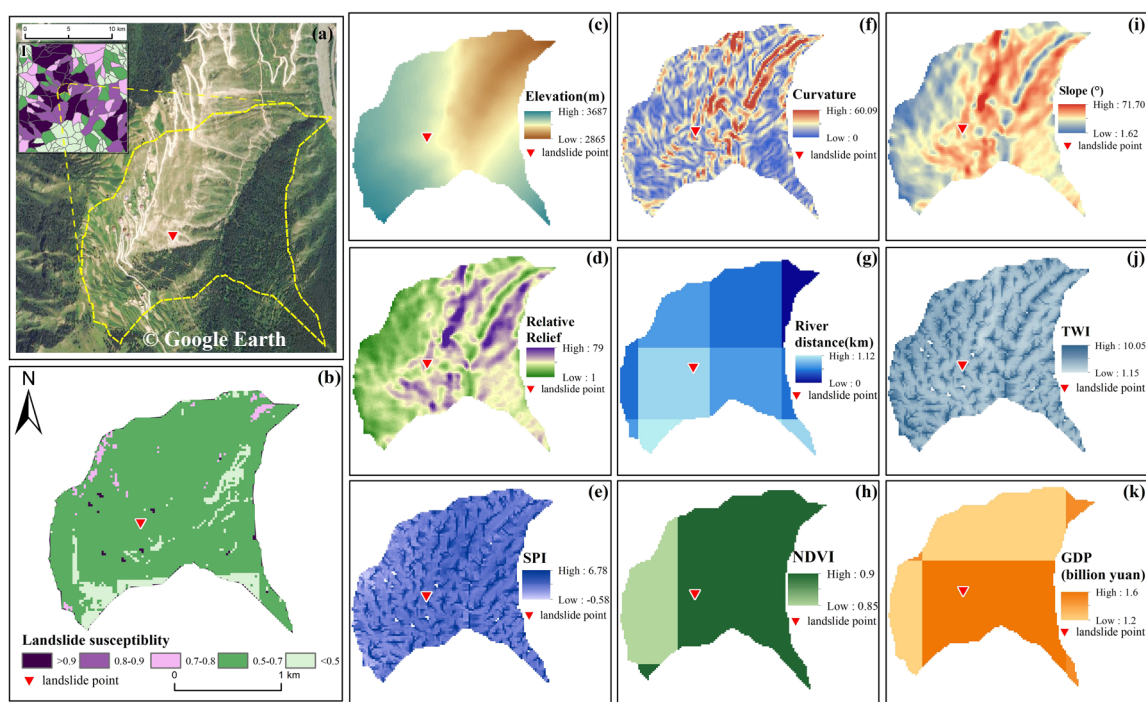 (a)
0 5 10 km
I
© Google Earth
(b)
N
Landslide susceptiblity
>0.9 0.8-0.9 0.7-0.8 0.5-0.7 <0.5
landslide point
0 1 km
(c)
Elevation(m)
High : 3687
Low : 2865
landslide point
(d)
Relative
Relief
High : 79
Low : 1
landslide point
(e)
SPI
High : 6.78
Low : -0.58
landslide point
(f)
Curvature
High : 60.09
Low : 0
landslide point
(g)
River
distance(km)
High : 1.12
Low : 0
landslide point
(h)
NDVI
High : 0.9
Low : 0.85
landslide point
(i)
Slope (°)
High : 71.70
Low : 1.62
landslide point
(j)
TWI
High : 10.05
Low : 1.15
landslide point
(k)
GDP
(billion yuan)
High : 1.6
Low : 1.2
landslide point